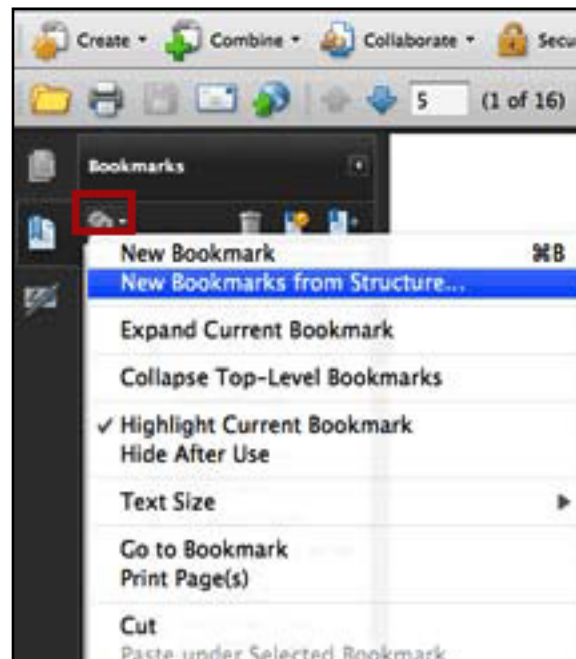 Create Combine Collaborate Secu
5 (1 of 16)
Bookmarks
New Bookmark ⌘B
New Bookmarks from Structure...
Expand Current Bookmark
Collapse Top-Level Bookmarks
✓ Highlight Current Bookmark
Hide After Use
Text Size
Go to Bookmark
Print Page(s)
Cut
Paste under Selected Bookmark